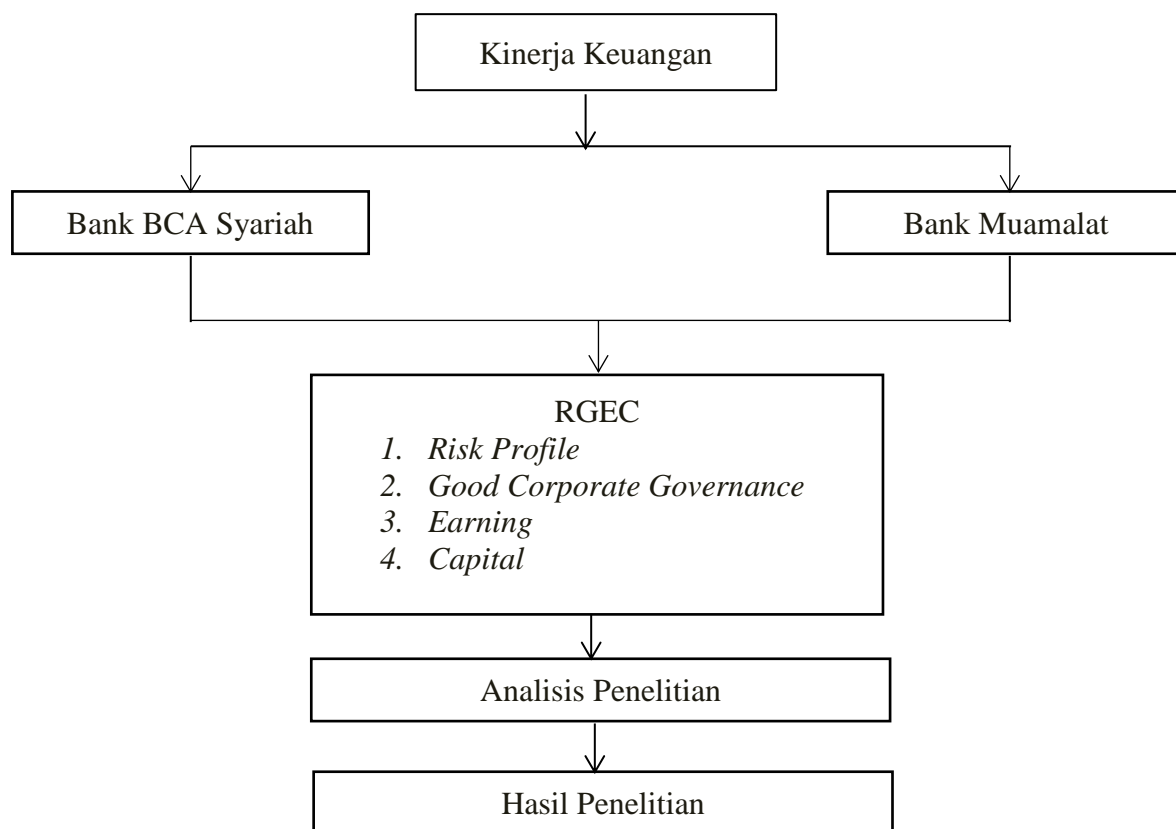 Kinerja Keuangan
Bank BCA Syariah
Bank Muamalat
RGEC
1. Risk Profile
2. Good Corporate Governance
3. Earning
4. Capital
Analisis Penelitian
Hasil Penelitian